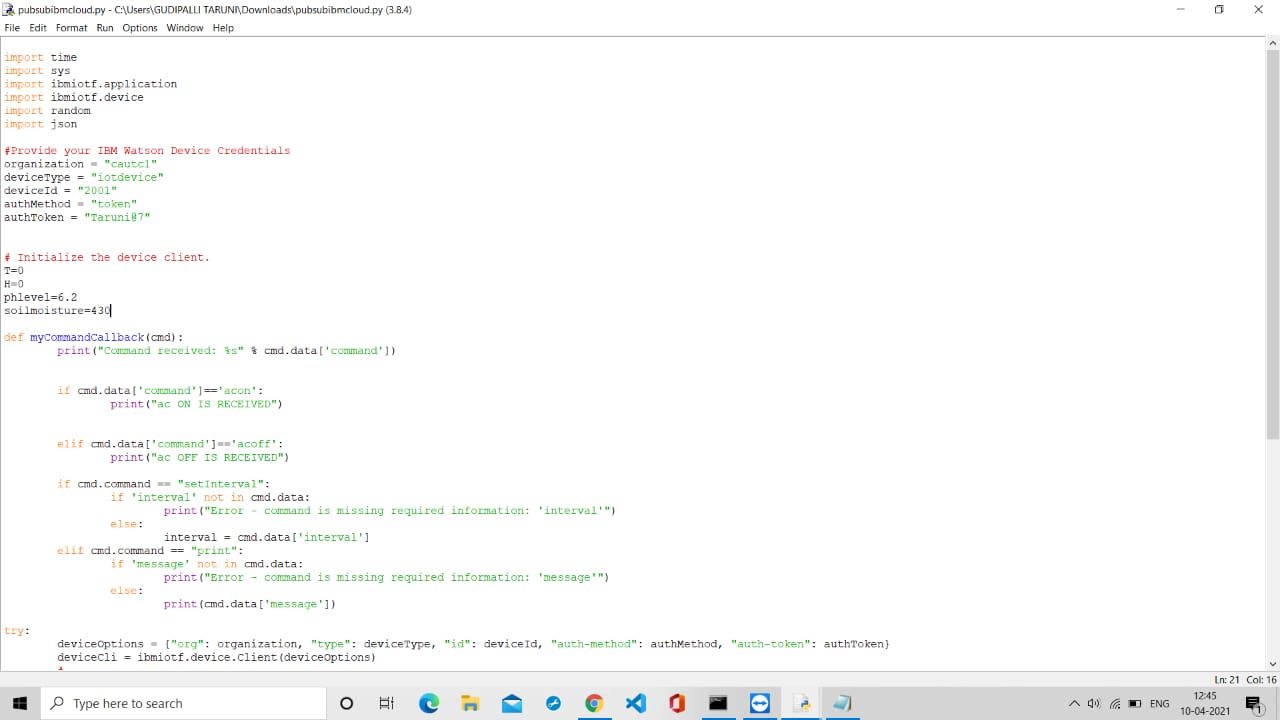 pubsubibmcloud.py - C:\Users\GUDIPALLI TARUNI\Downloads\pubsubibmcloud.py (3.8.4)
File Edit Format Run Options Window Help
import time
import sys
import ibmiotf.application
import ibmiotf.device
import random
import json
#Provide your IBM Watson Device Credentials
organization = "cautc1"
deviceType = "iotdevice"
deviceId = "2001"
authMethod = "token"
authToken = "Taruni@7"
# Initialize the device client.
T=0
H=0
phlevel=6.2
soilmoisture=430
def myCommandCallback(cmd):
print("Command received: %s" % cmd.data['command'])
if cmd.data['command']=='acon':
print("ac ON IS RECEIVED")
elif cmd.data['command']=='acoff':
print("ac OFF IS RECEIVED")
if cmd.command == "setInterval":
if 'interval' not in cmd.data:
print("Error - command is missing required information: 'interval'")
else:
interval = cmd.data['interval']
elif cmd.command == "print":
if 'message' not in cmd.data:
print("Error - command is missing required information: 'message'")
else:
print(cmd.data['message'])
try:
deviceOptions = {"org": organization, "type": deviceType, "id": deviceId, "auth-method": authMethod, "auth-token": authToken}
deviceCli = ibmiotf.device.Client(deviceOptions)
Ln: 21 Col: 16
Type here to search
ENG
12:45
10-04-2021
1